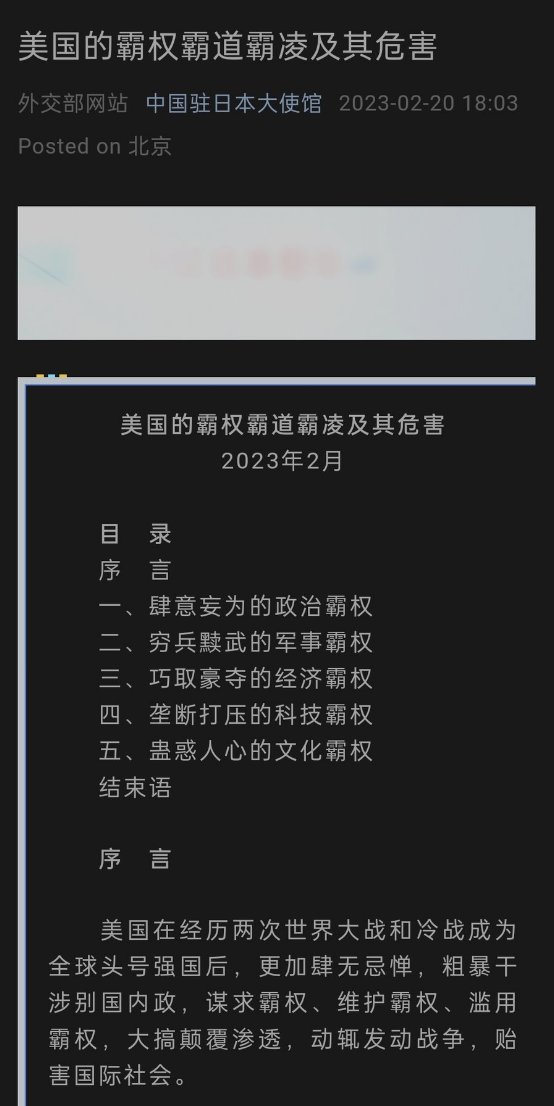 美国的霸权霸道霸凌及其危害
外交部网站 中国驻日本大使馆 2023-02-20 18:03
Posted on 北京
美国的霸权霸道霸凌及其危害
2023年2月
目 录
序 言
一、肆意妄为的政治霸权
二、穷兵黩武的军事霸权
三、巧取豪夺的经济霸权
四、垄断打压的科技霸权
五、蛊惑人心的文化霸权
结束语
序 言
美国在经历两次世界大战和冷战成为
全球头号强国后，更加肆无忌惮，粗暴干
涉别国内政，谋求霸权、维护霸权、滥用
霸权，大搞颠覆渗透，动辄发动战争，贻
害国际社会。